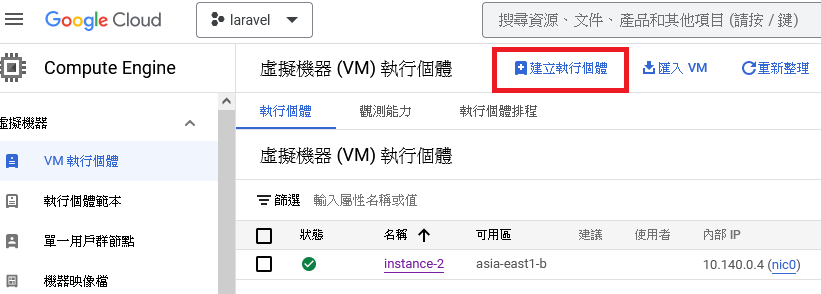 Google Cloud
laravel
搜尋資源、文件、產品和其他項目 (請按 / 鍵)
Compute Engine
虛擬機器 (VM) 執行個體
建立執行個體
匯入 VM
重新整理
虛擬機器
VM 執行個體
執行個體範本
單一用戶群節點
機器映像檔
執行個體
觀測能力
執行個體排程
虛擬機器 (VM) 執行個體
篩選 輸入屬性名稱或值
狀態 名稱 可用區 建議 使用者 內部 IP
instance-2 asia-east1-b 10.140.0.4 (nic0)